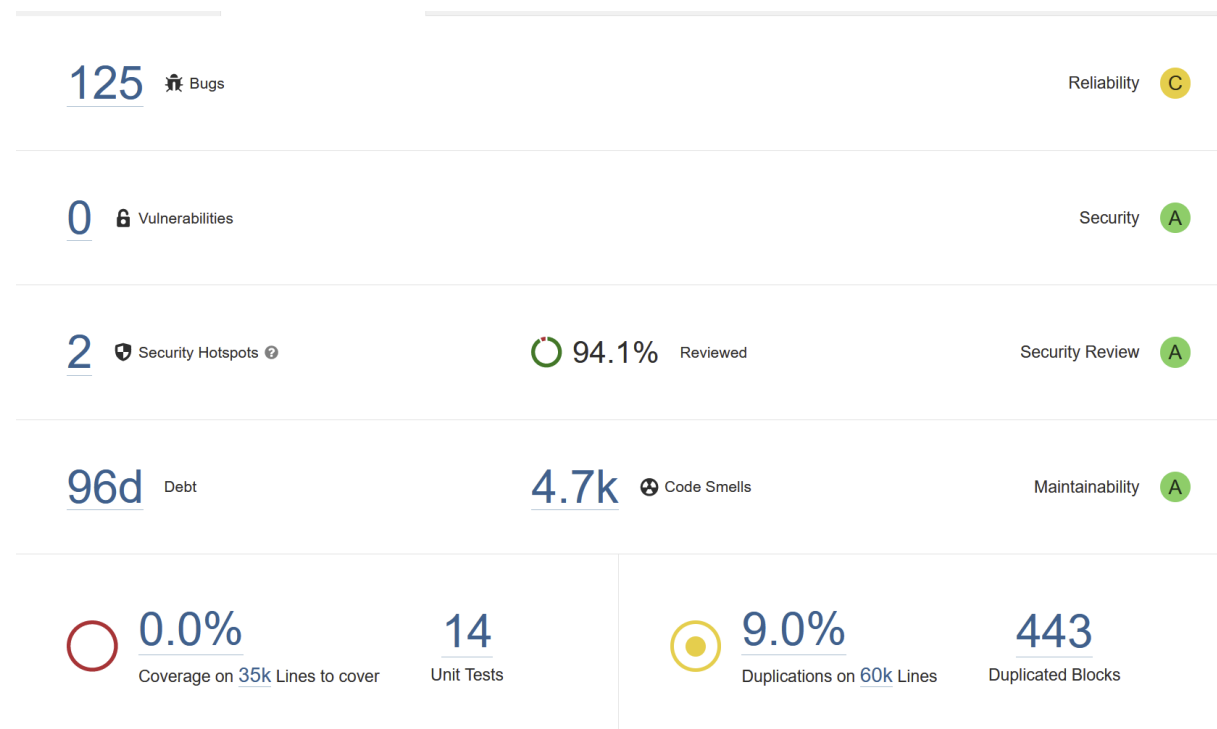 125 Bugs Reliability C
0 Vulnerabilities Security A
2 Security Hotspots ? 94.1% Reviewed Security Review A
96d Debt 4.7k Code Smells Maintainability A
0.0% 14 9.0% 443
Coverage on 35k Lines to cover Unit Tests Duplications on 60k Lines Duplicated Blocks